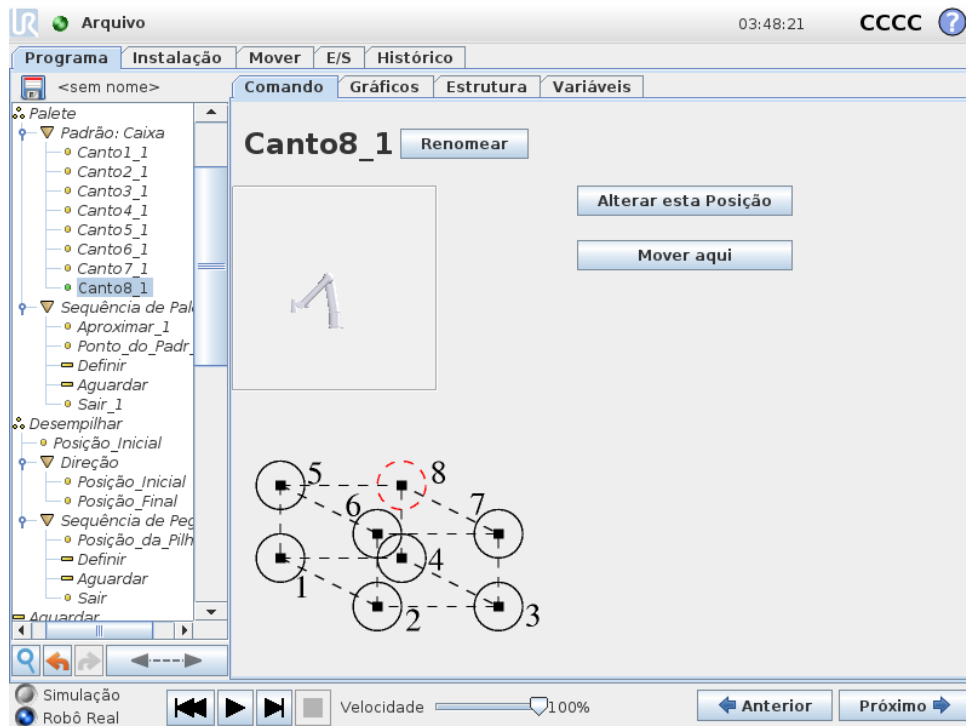 UR Arquivo 03:48:21 CCCC ?
Programa Instalação Mover E/S Histórico
<sem nome> Comando Gráficos Estrutura Variáveis
Palete
Padrão: Caixa
Canto1_1
Canto2_1
Canto3_1
Canto4_1
Canto5_1
Canto6_1
Canto7_1
Canto8_1
Sequência de Pal
Aproximar_1
Ponto_do_Padr_
Definir
Aguardar
Sair_1
Desempilhar
Posição_Inicial
Direção
Posição_Inicial
Posição_Final
Sequência de Peg
Posição_da_Pilh
Definir
Aguardar
Sair
Aguardar
Canto8_1 Renomear
Alterar esta Posição
Mover aqui
5 8
6 7
4
1
2 3
Simulação
Robô Real
Velocidade 100%
Anterior Próximo